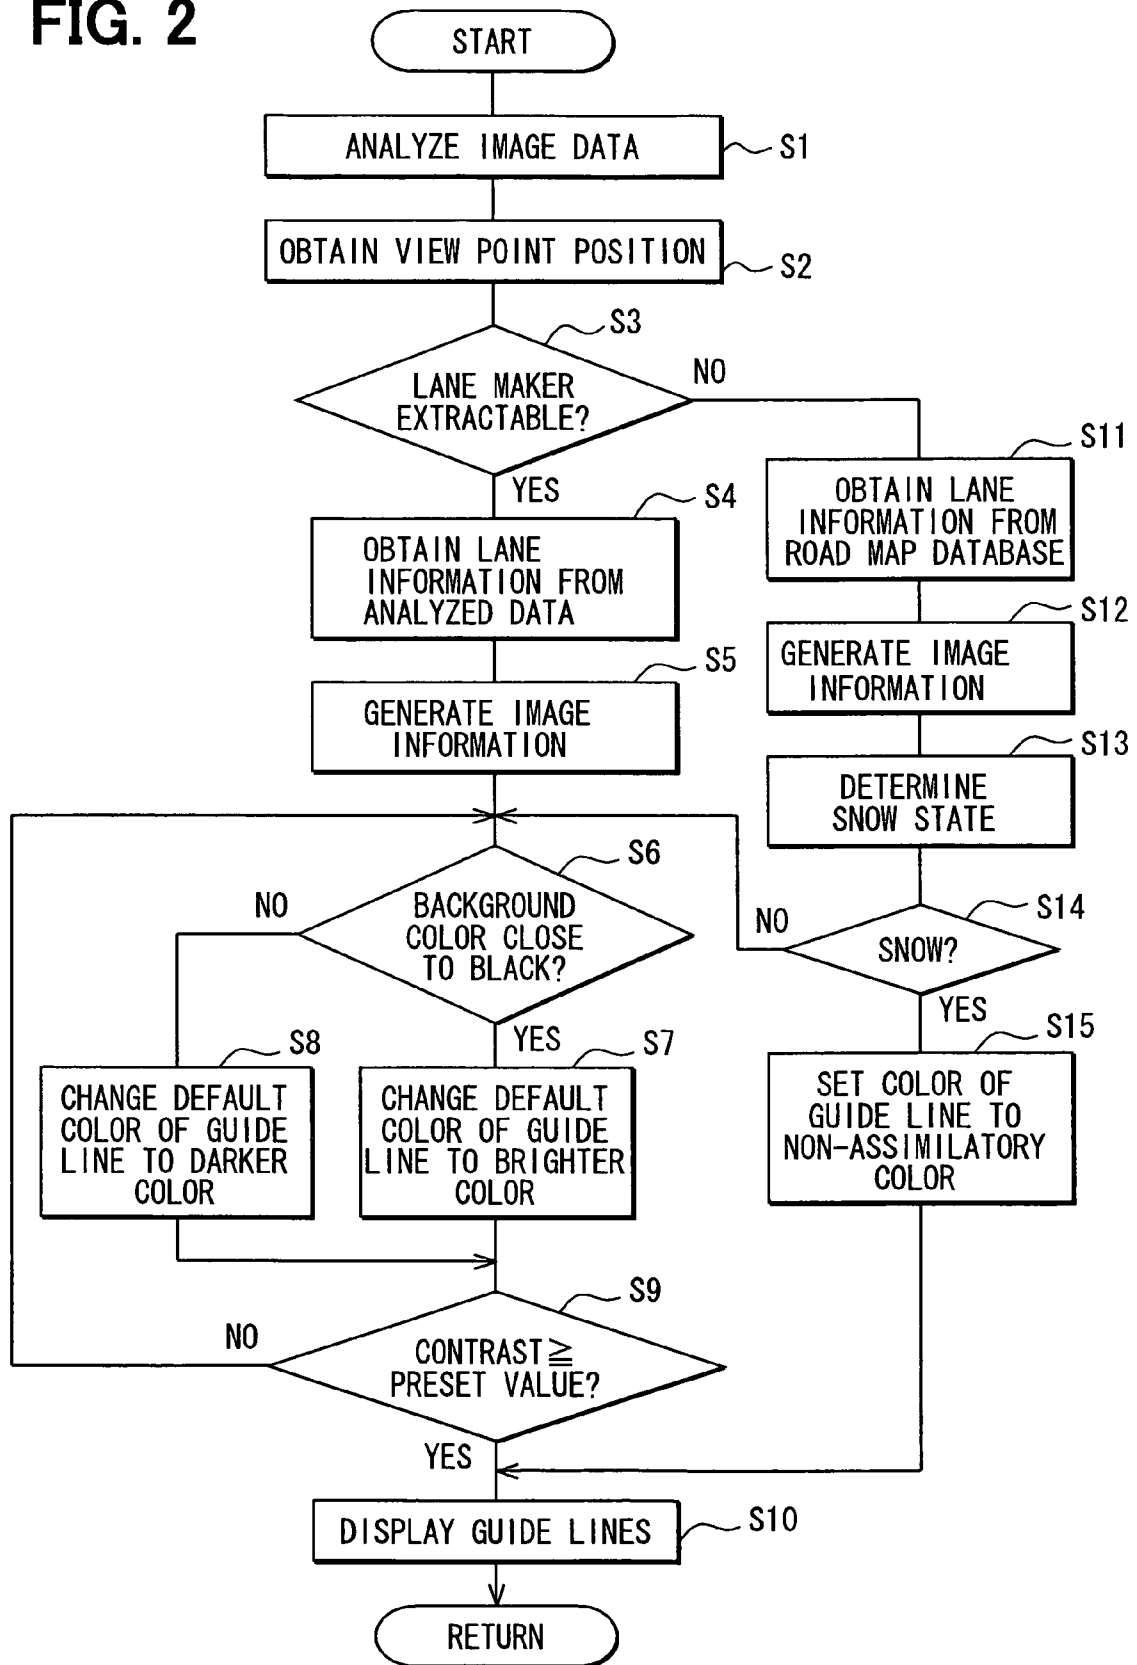 FIG. 2
START
ANALYZE IMAGE DATA
S1
OBTAIN VIEW POINT POSITION
S2
S3
LANE MAKER
EXTRACTABLE?
NO
YES
S4
OBTAIN LANE
INFORMATION FROM
ANALYZED DATA
S5
GENERATE IMAGE
INFORMATION
S11
OBTAIN LANE
INFORMATION FROM
ROAD MAP DATABASE
S12
GENERATE IMAGE
INFORMATION
S13
DETERMINE
SNOW STATE
S14
SNOW?
NO
YES
S15
SET COLOR OF
GUIDE LINE TO
NON-ASSIMILATORY
COLOR
S6
BACKGROUND
COLOR CLOSE
TO BLACK?
NO
YES
S8
CHANGE DEFAULT
COLOR OF GUIDE
LINE TO DARKER
COLOR
S7
CHANGE DEFAULT
COLOR OF GUIDE
LINE TO BRIGHTER
COLOR
S9
CONTRAST≧
PRESET VALUE?
NO
YES
DISPLAY GUIDE LINES
S10
RETURN